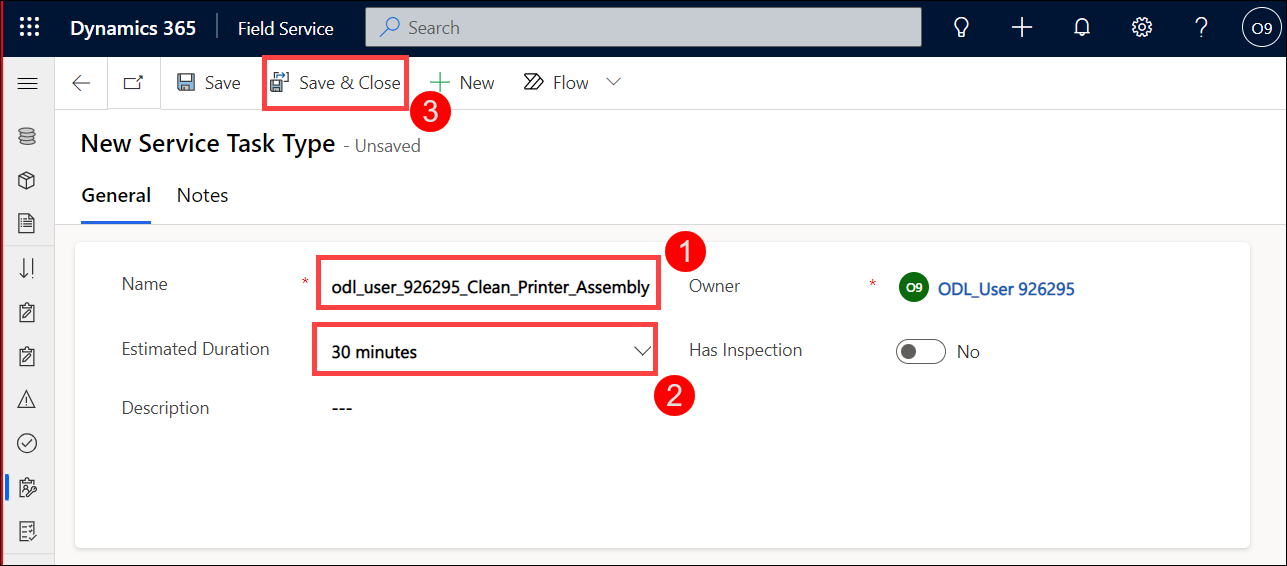 Dynamics 365 Field Service Search ? O9
Save Save & Close New Flow
3
New Service Task Type - Unsaved
General Notes
1
Name * odl_user_926295_Clean_Printer_Assembly Owner * O9 ODL_User 926295
Estimated Duration 30 minutes Has Inspection No
2
Description ---